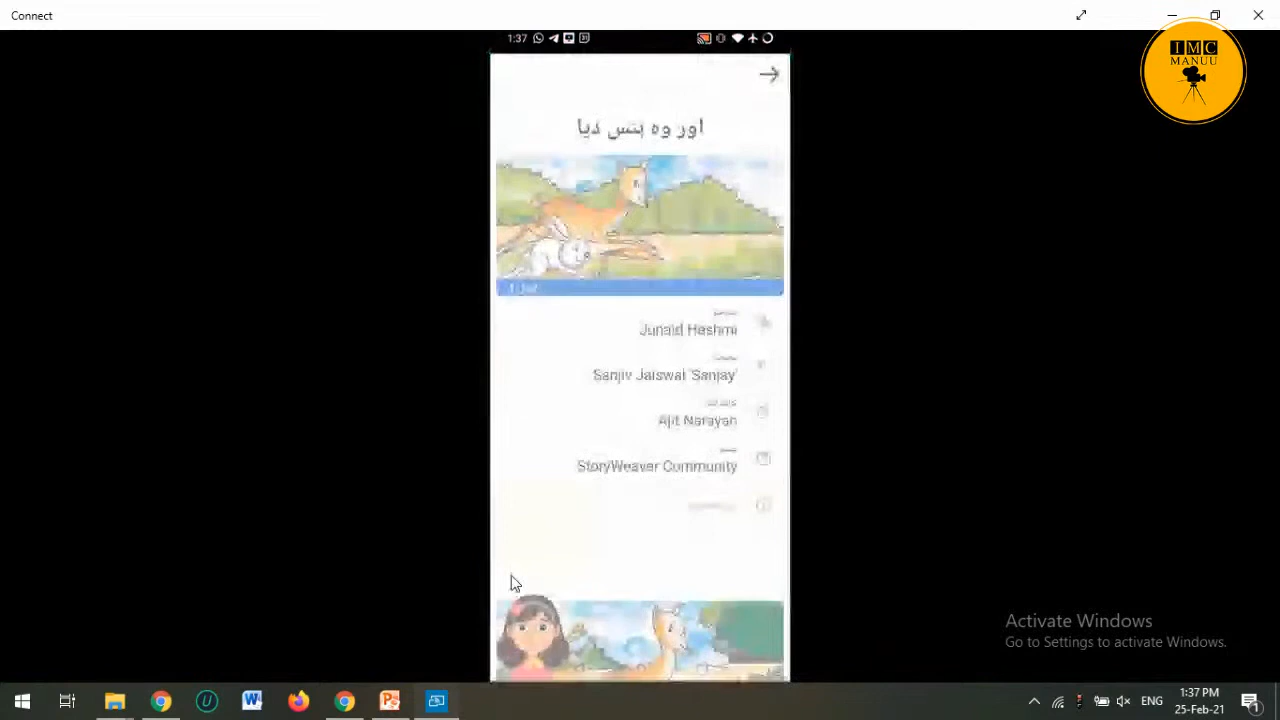 Connect
1:37
IMC
MANUU
اور وہ ہنس دیا
Junaid Hashmi
Sanjiv Jaiswal 'Sanjay'
Ajit Narayan
StoryWeaver Community
Activate Windows
Go to Settings to activate Windows.
ENG
1:37 PM
25-Feb-21